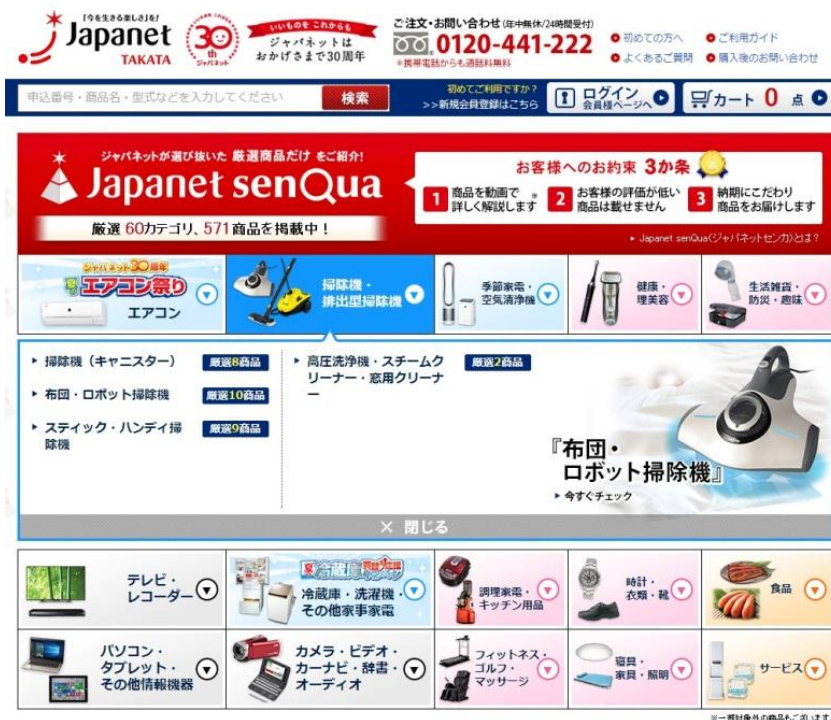 「今を生きる楽しさ」を!
Japanet
TAKATA
30
th
ジャパネット
いいものを これからも
ジャパネットは
おかげさまで30周年
ご注文・お問い合わせ(年中無休/24時間受付)
0120-441-222
*携帯電話からも通話料無料
初めての方へ
ご利用ガイド
よくあるご質問
購入後のお問い合わせ
申込番号・商品名・型式などを入力してください
検索
初めてご利用ですか?
>>新規会員登録はこちら
ログイン
会員様ページへ
カート 0 点
ジャパネットが選び抜いた 厳選商品だけ をご紹介!
Japanet senQua
厳選 60カテゴリ、571商品を掲載中!
お客様へのお約束 3か条
1 商品を動画で※
詳しく解説します
2 お客様の評価が低い
商品は載せません
3 納期にこだわり
商品をお届けします
Japanet senQua(ジャパネットセンカ)とは?
ジャパネット30周年
エアコン祭り
エアコン
掃除機・
排出型掃除機
季節家電・
空気清浄機
健康・
理美容
生活雑貨・
防災・趣味
掃除機(キャニスター) 厳選8商品
布団・ロボット掃除機 厳選10商品
スティック・ハンディ掃
除機
厳選9商品
高圧洗浄機・スチームク
リーナー・窓用クリーナ
ー
厳選2商品
『布団・
ロボット掃除機』
今すぐチェック
× 閉じる
テレビ・
レコーダー
冷蔵庫
冷蔵庫・洗濯機・
その他家事家電
調理家電・
キッチン用品
時計・
衣類・靴
食品
パソコン・
タブレット・
その他情報機器
カメラ・ビデオ・
カーナビ・辞書・
オーディオ
フィットネス・
ゴルフ・
マッサージ
寝具・
家具・照明
サービス
※一部対象外の商品もございます